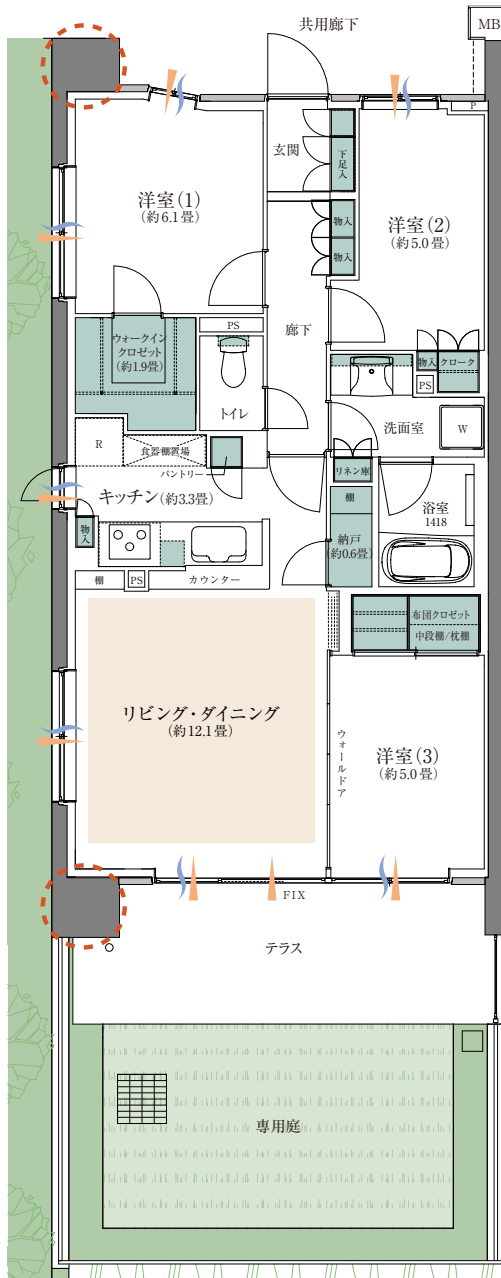 共用廊下
MB
P
玄関
下足入
洋室(1)
(約6.1畳)
物入
物入
洋室(2)
(約5.0畳)
PS
廊下
ウォークイン
クロゼット
(約1.9畳)
トイレ
物入
クローク
PS
洗面室
W
R
食器棚置場
パントリー
リネン庫
キッチン(約3.3畳)
棚
浴室
1418
物入
納戸
(約0.6畳)
棚
PS
カウンター
布団クロゼット
中段棚/枕棚
リビング・ダイニング
(約12.1畳)
ウォールドア
洋室(3)
(約5.0畳)
FIX
テラス
専用庭